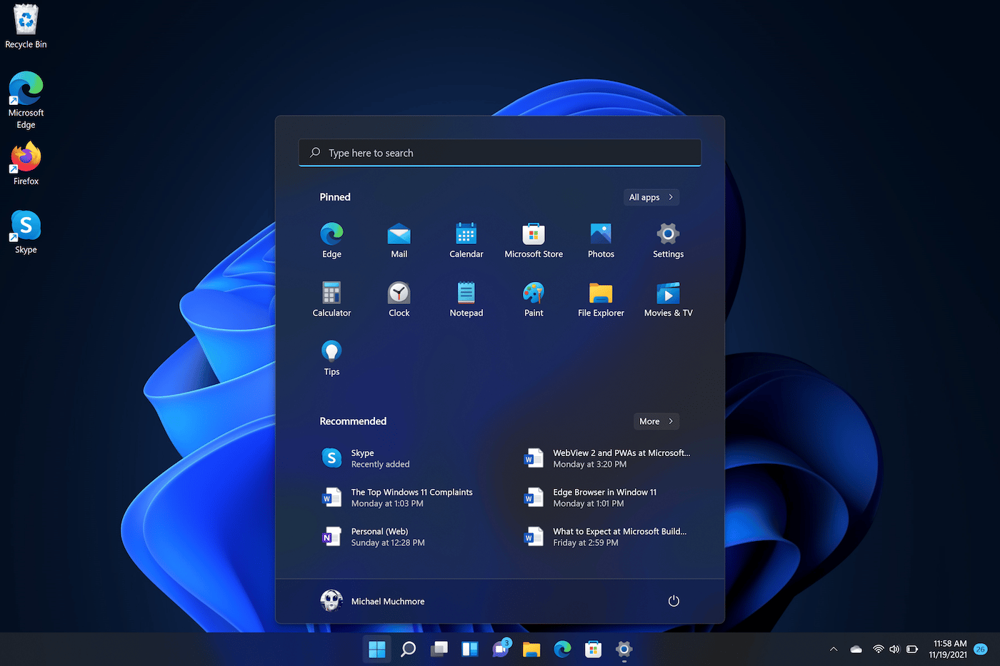 Recycle Bin
Microsoft
Edge
Firefox
Skype
Type here to search
Pinned
All apps
Edge
Mail
Calendar
Microsoft Store
Photos
Settings
Calculator
Clock
Notepad
Paint
File Explorer
Movies & TV
Tips
Recommended
More
Skype
Recently added
WebView 2 and PWAs at Microsoft...
Monday at 3:20 PM
The Top Windows 11 Complaints
Monday at 1:03 PM
Edge Browser in Window 11
Monday at 1:01 PM
Personal (Web)
Sunday at 12:28 PM
What to Expect at Microsoft Build...
Friday at 2:59 PM
Michael Muchmore
3
11:58 AM
11/19/2021
26